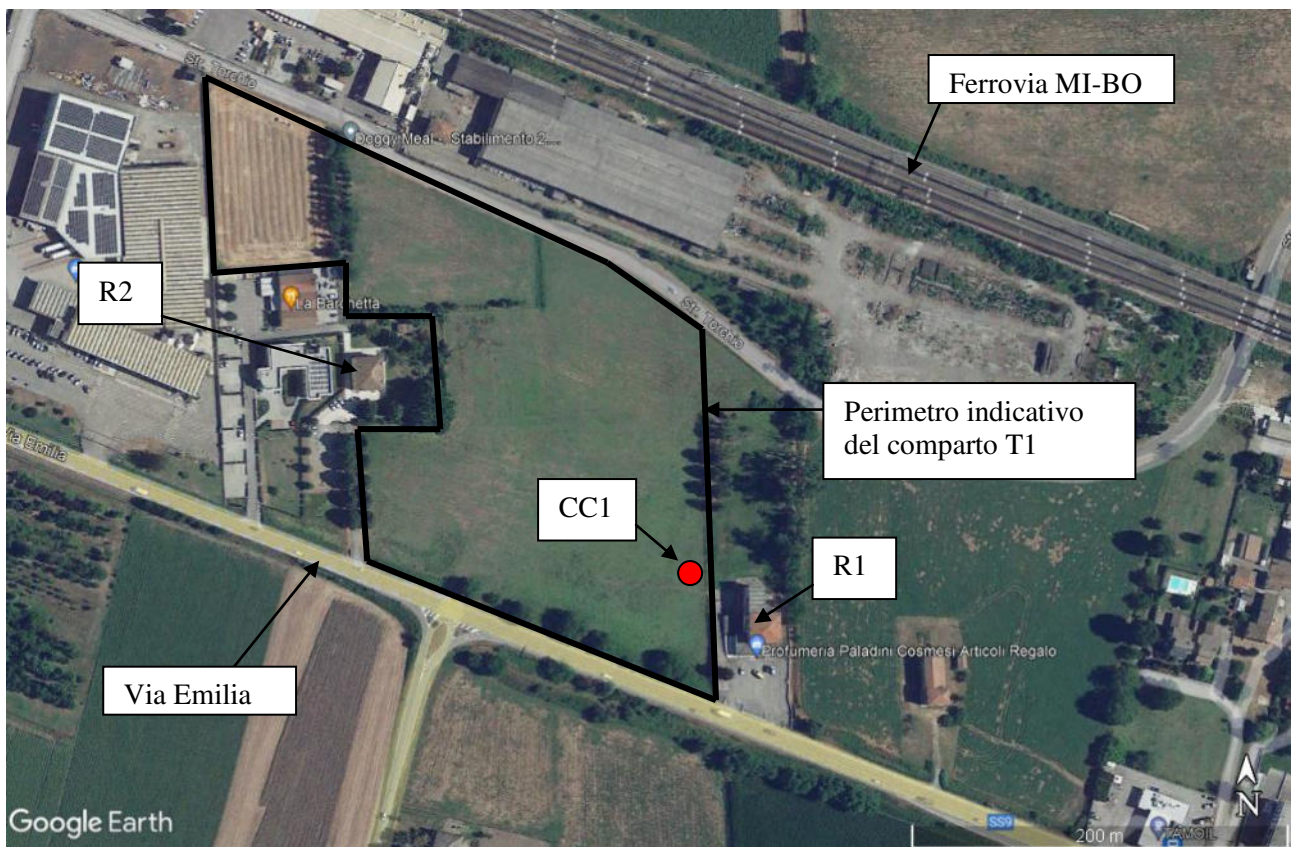 Str. Torchio
Ferrovia MI-BO
Doggy Meal - Stabilimento 2....
R2
La Barchetta
Str. Torchio
Perimetro indicativo
del comparto T1
Emilia
CC1
R1
Profumeria Paladini Cosmesi Articoli Regalo
Via Emilia
N
Google Earth
SS9
200 m
TAMOIL